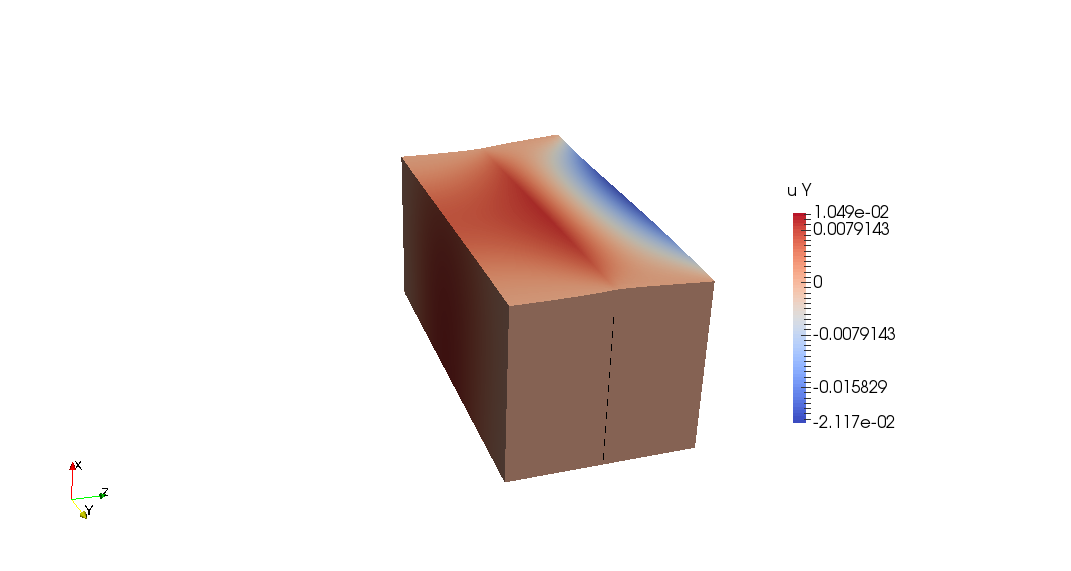 u Y
1.049e-02
0.0079143
0
-0.0079143
-0.015829
-2.117e-02
X
Z
Y